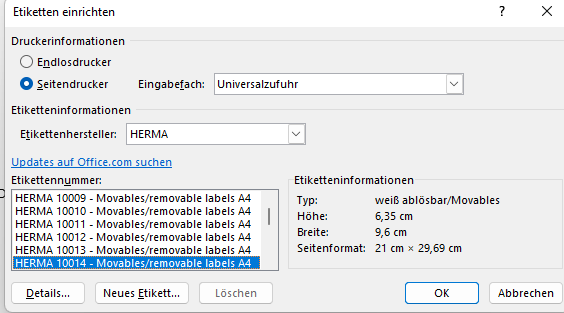 Etiketten einrichten
Druckerinformationen
Endlosdrucker
Seitendrucker Eingabefach: Universalzufuhr
Etiketteninformationen
Etikettenhersteller: HERMA
Updates auf Office.com suchen
Etikettennummer:
HERMA 10009 - Movables/removable labels A4
HERMA 10010 - Movables/removable labels A4
HERMA 10011 - Movables/removable labels A4
HERMA 10012 - Movables/removable labels A4
HERMA 10013 - Movables/removable labels A4
HERMA 10014 - Movables/removable labels A4
Etiketteninformationen
Typ: weiß ablösbar/Movables
Höhe: 6,35 cm
Breite: 9,6 cm
Seitenformat: 21 cm × 29,69 cm
Details... Neues Etikett... Löschen OK Abbrechen